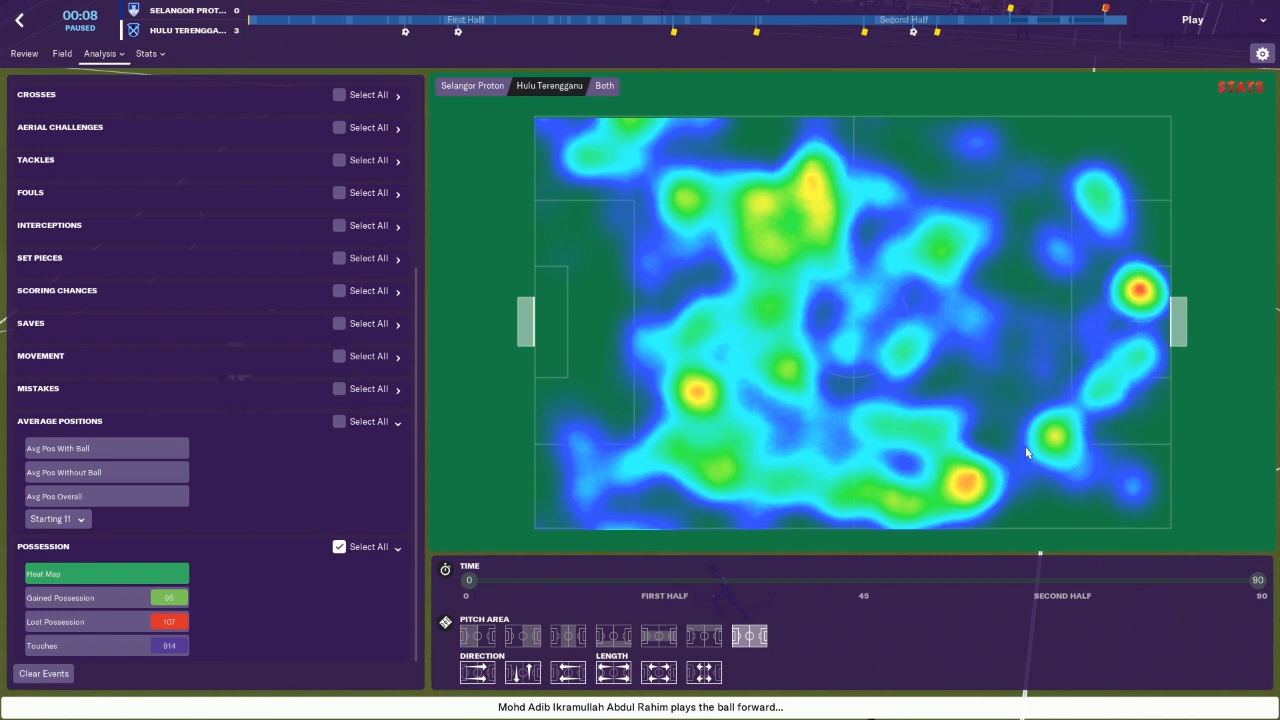 00:08
PAUSED
SELANGOR PROT... 0
HULU TERENGGA... 3
First Half
Second Half
Play
Review Field Analysis Stats
CROSSES Select All
AERIAL CHALLENGES Select All
TACKLES Select All
FOULS Select All
INTERCEPTIONS Select All
SET PIECES Select All
SCORING CHANCES Select All
SAVES Select All
MOVEMENT Select All
MISTAKES Select All
AVERAGE POSITIONS Select All
Avg Pos With Ball
Avg Pos Without Ball
Avg Pos Overall
Starting 11
POSSESSION Select All
Heat Map
Gained Possession
Lost Possession 107
Touches 914
Clear Events
Selangor Proton Hulu Terengganu Both
STATS
TIME
0 90
0 FIRST HALF 45 SECOND HALF 90
PITCH AREA
DIRECTION LENGTH
Mohd Adib Ikramullah Abdul Rahim plays the ball forward...